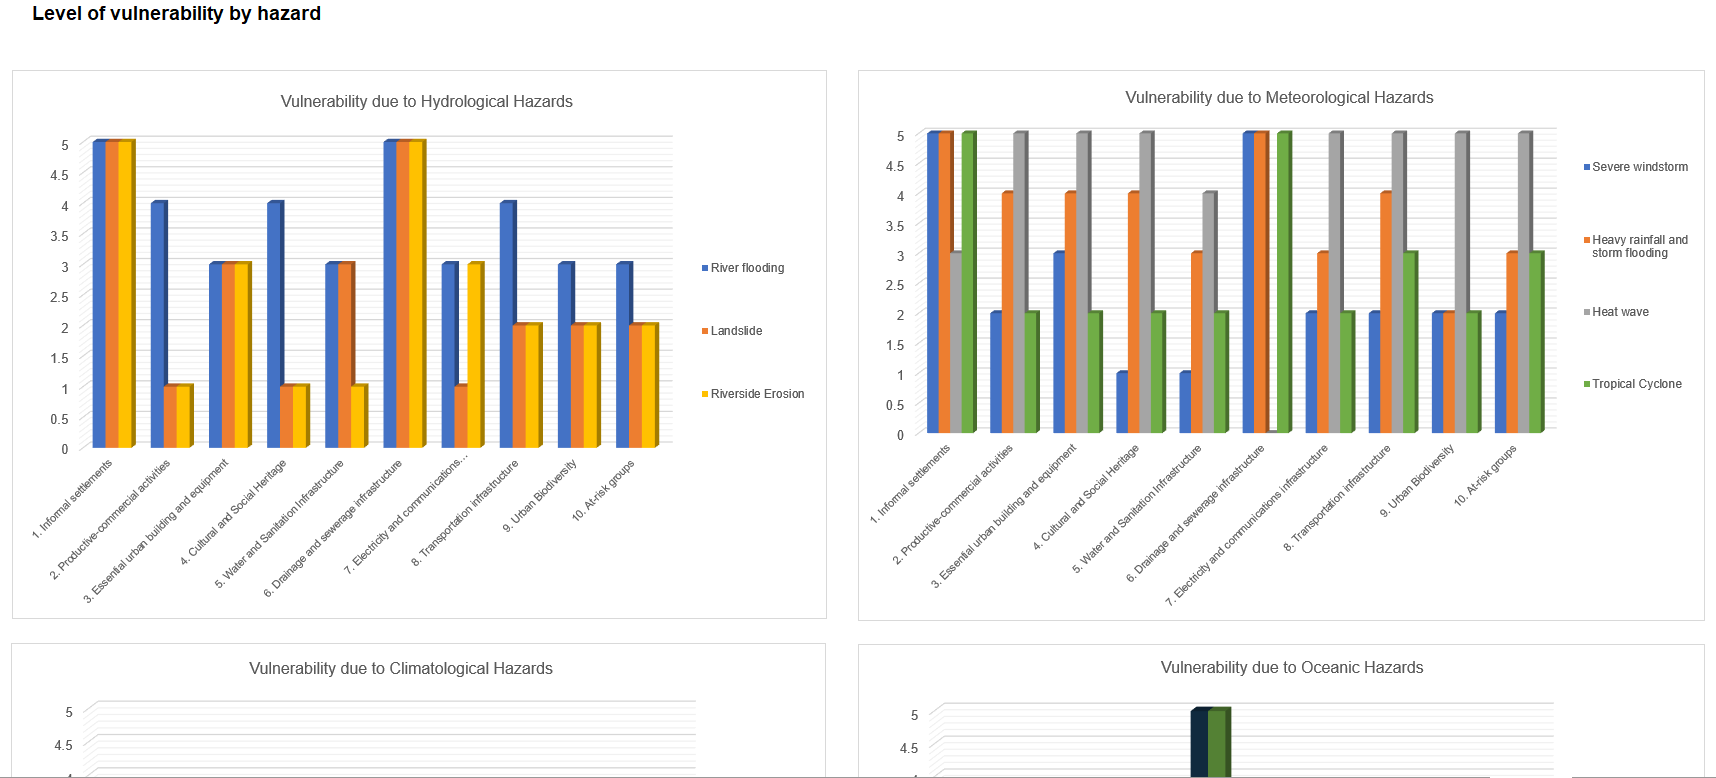 Level of vulnerability by hazard
Vulnerability due to Hydrological Hazards
5
4.5
4
3.5
3
2.5
2
1.5
1
0.5
0
1. Informal settlements
2. Productive-commercial activities
3. Essential urban building and equipment
4. Cultural and Social Heritage
5. Water and Sanitation Infrastructure
6. Drainage and sewerage infrastructure
7. Electricity and communications...
8. Transportation infrastructure
9. Urban Biodiversity
10. At-risk groups
River flooding
Landslide
Riverside Erosion
Vulnerability due to Meteorological Hazards
5
4.5
4
3.5
3
2.5
2
1.5
1
0.5
0
1. Informal settlements
2. Productive-commercial activities
3. Essential urban building and equipment
4. Cultural and Social Heritage
5. Water and Sanitation Infrastructure
6. Drainage and sewerage infrastructure
7. Electricity and communications infrastructure
8. Transportation infrastructure
9. Urban Biodiversity
10. At-risk groups
Severe windstorm
Heavy rainfall and
storm flooding
Heat wave
Tropical Cyclone
Vulnerability due to Climatological Hazards
5
4.5
Vulnerability due to Oceanic Hazards
5
4.5